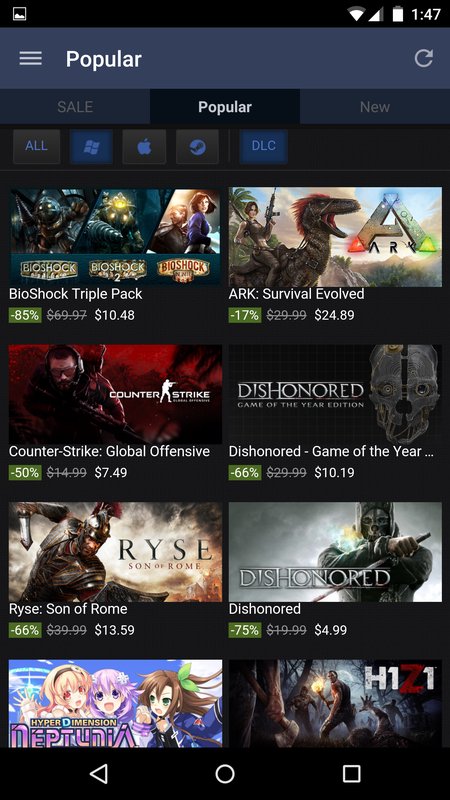 1:47
Popular
SALE Popular New
ALL DLC
BIOSHOCK BIOSHOCK 2 BIOSHOCK
ARK
BioShock Triple Pack
ARK: Survival Evolved
-85% $69.97 $10.48
-17% $29.99 $24.89
COUNTER STRIKE
GLOBAL OFFENSIVE
DISHONORED
GAME OF THE YEAR EDITION
Counter-Strike: Global Offensive
Dishonored - Game of the Year ...
-50% $14.99 $7.49
-66% $29.99 $10.19
RYSE
SON OF ROME
DISHONORED
Ryse: Son of Rome
Dishonored
-66% $39.99 $13.59
-75% $19.99 $4.99
HYPERDIMENSION
NEPTUNIA
H1Z1